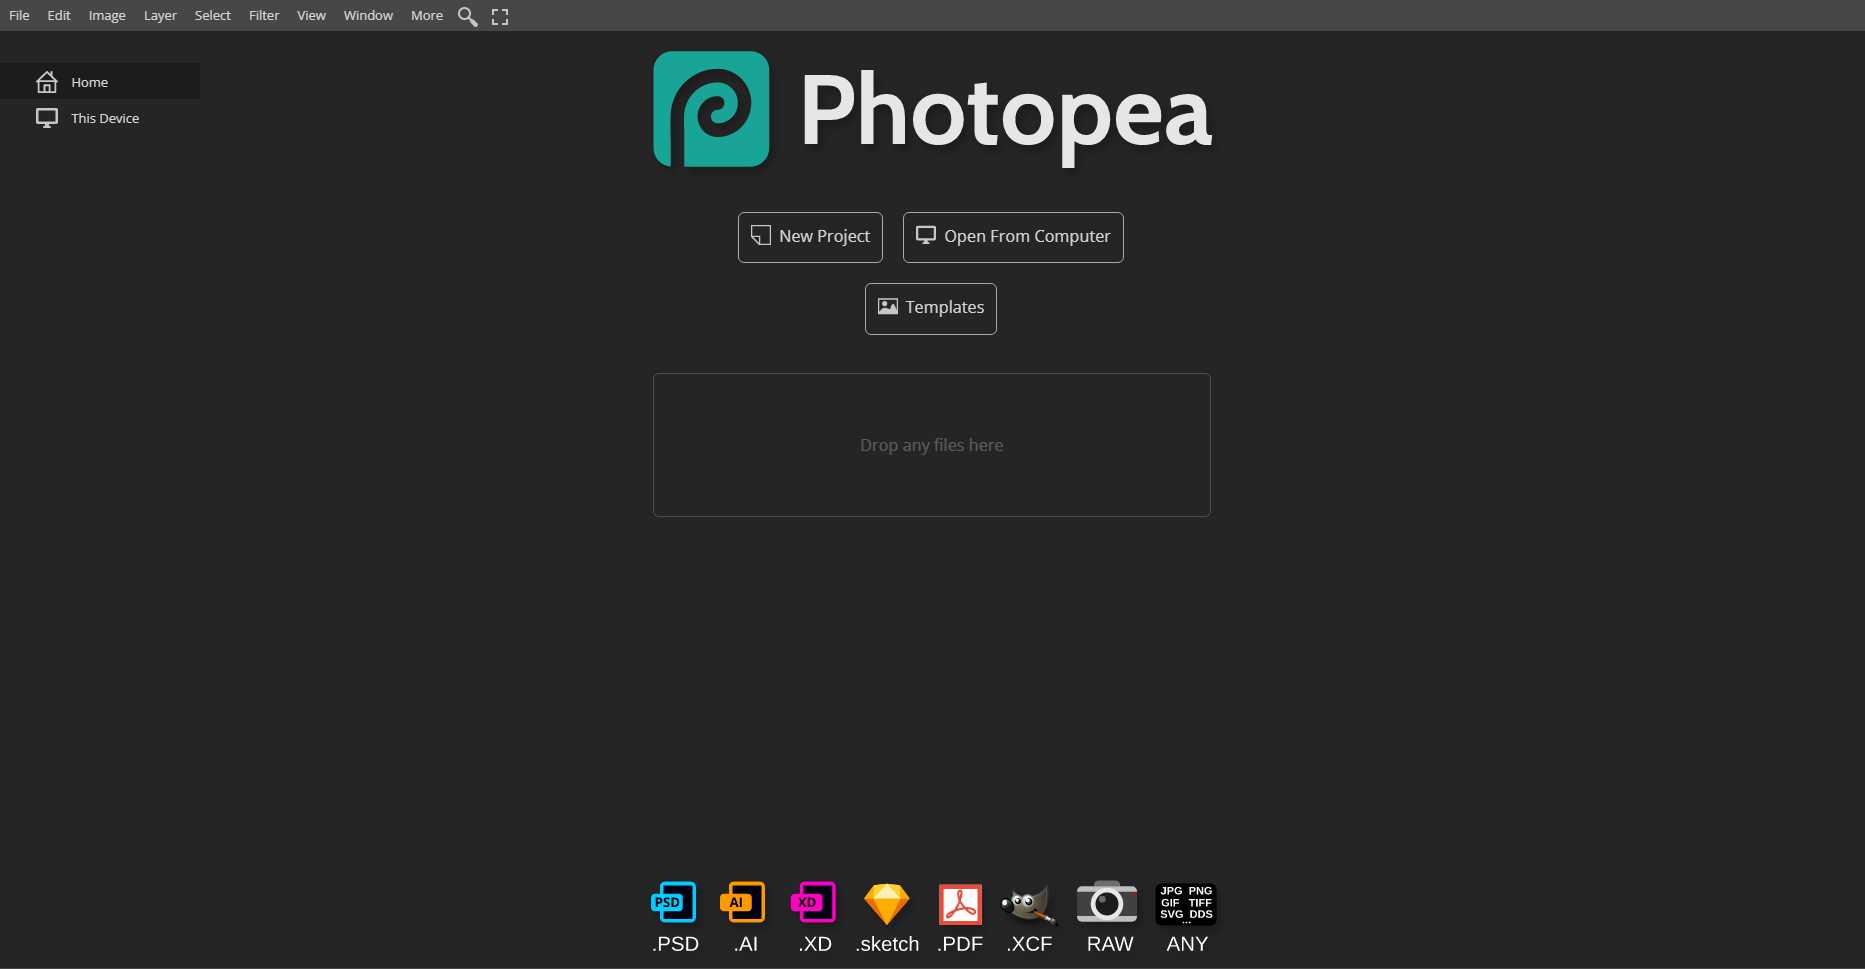 File Edit Image Layer Select Filter View Window More
Home
This Device
Photopea
New Project
Open From Computer
Templates
Drop any files here
PSD
AI
XD
JPG PNG
GIF TIFF
SVG DDS
...
.PSD .AI .XD .sketch .PDF .XCF RAW ANY